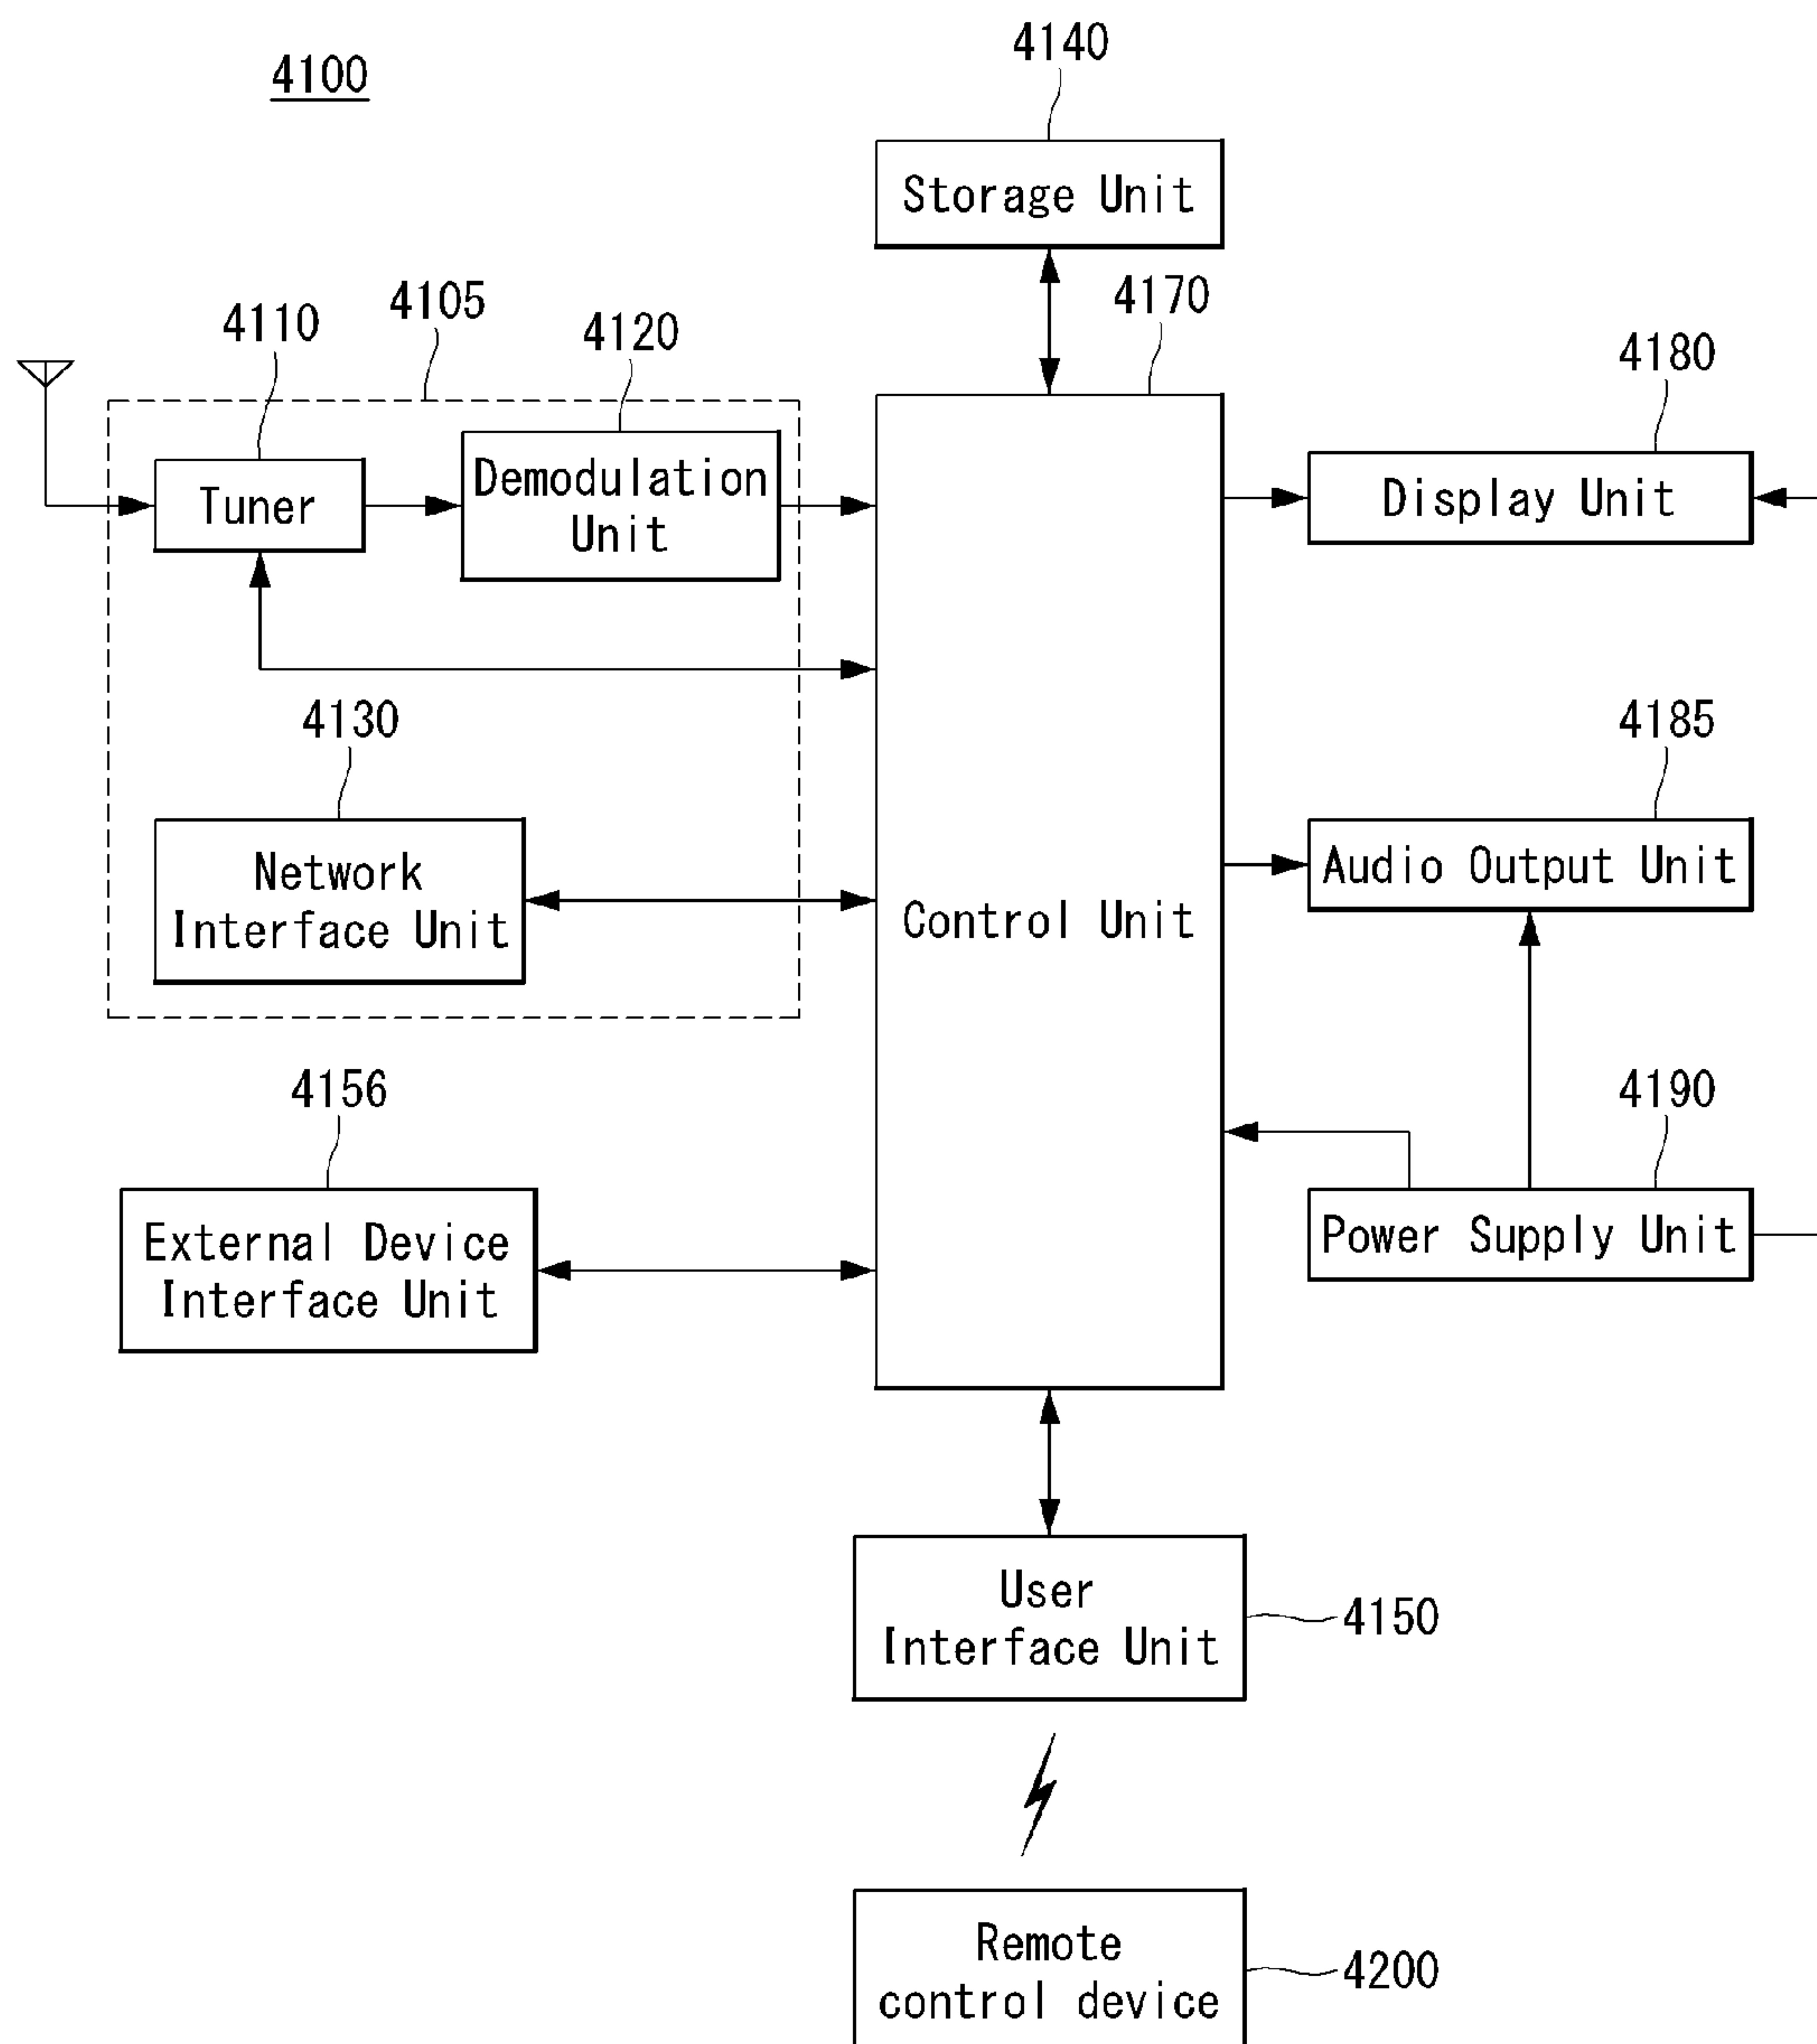 4100
4140
Storage Unit
4105
4170
4110
4120
4180
Tuner
Demodulation
Unit
Display Unit
4130
4185
Network
Interface Unit
Control Unit
Audio Output Unit
4156
4190
External Device
Interface Unit
Power Supply Unit
User
Interface Unit
4150
Remote
control device
4200